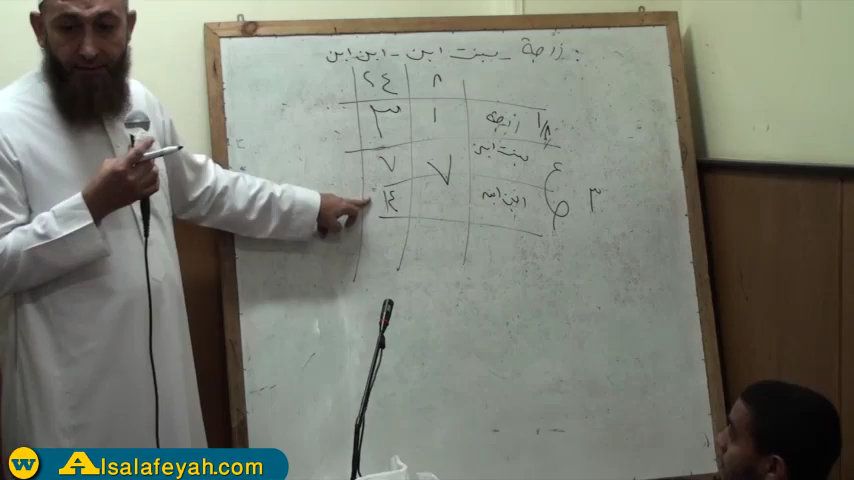 زوجة - بنت ابن - ابن ابن :
٨ ٢٤
١/٨ زوجة ١ ٣
بنت ابن ٧ ٧
٣ ع ابن ابن ١٤
Alsalafeyah.com